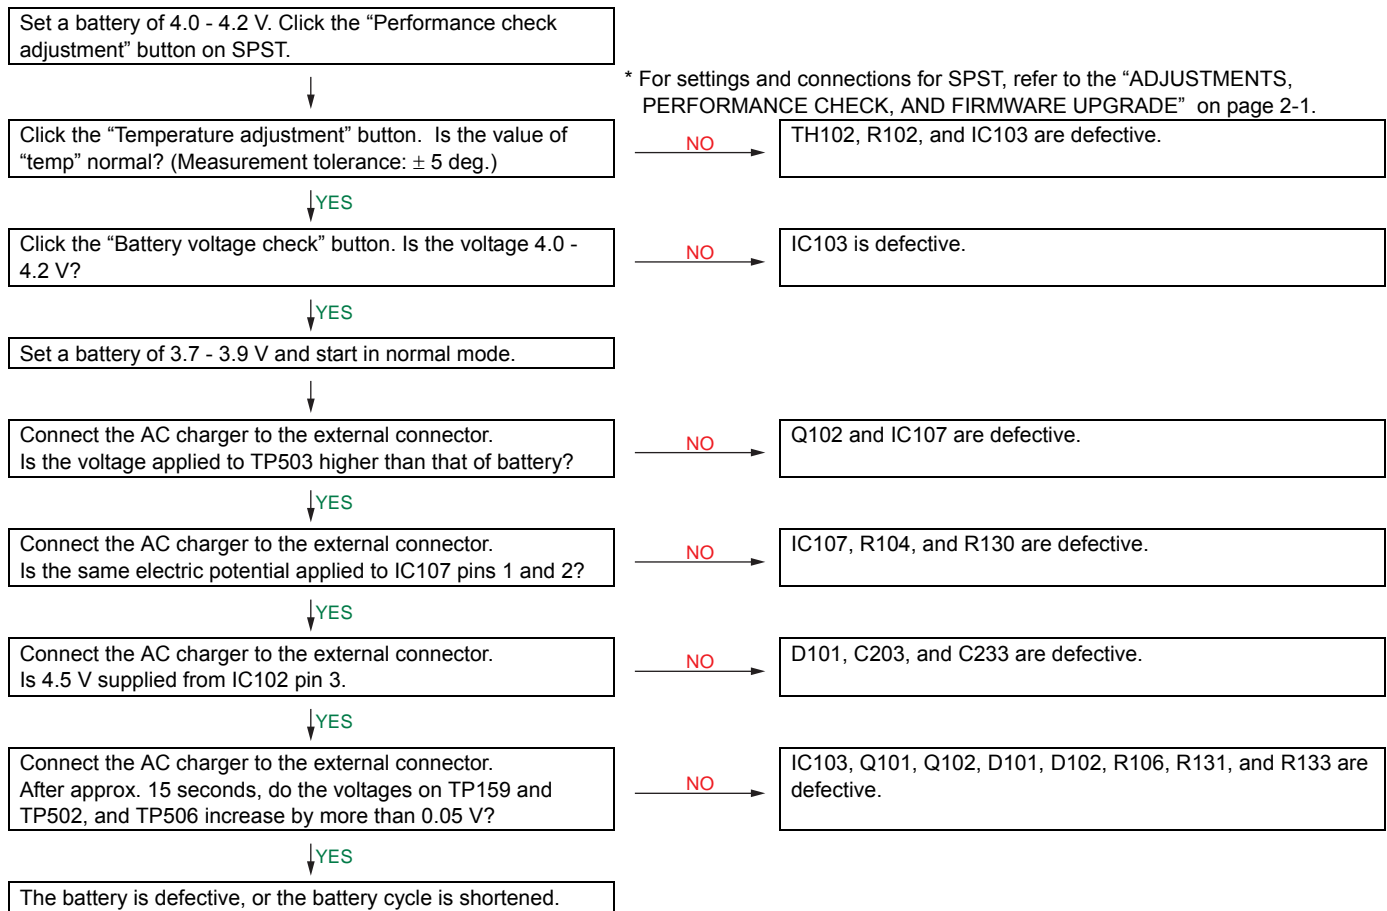 Set a battery of 4.0 - 4.2 V. Click the “Performance check
adjustment” button on SPST.
* For settings and connections for SPST, refer to the “ADJUSTMENTS,
PERFORMANCE CHECK, AND FIRMWARE UPGRADE” on page 2-1.
Click the “Temperature adjustment” button. Is the value of
“temp” normal? (Measurement tolerance: ± 5 deg.)
NO
TH102, R102, and IC103 are defective.
YES
Click the “Battery voltage check” button. Is the voltage 4.0 -
4.2 V?
NO
IC103 is defective.
YES
Set a battery of 3.7 - 3.9 V and start in normal mode.
Connect the AC charger to the external connector.
Is the voltage applied to TP503 higher than that of battery?
NO
Q102 and IC107 are defective.
YES
Connect the AC charger to the external connector.
Is the same electric potential applied to IC107 pins 1 and 2?
NO
IC107, R104, and R130 are defective.
YES
Connect the AC charger to the external connector.
Is 4.5 V supplied from IC102 pin 3.
NO
D101, C203, and C233 are defective.
YES
Connect the AC charger to the external connector.
After approx. 15 seconds, do the voltages on TP159 and
TP502, and TP506 increase by more than 0.05 V?
NO
IC103, Q101, Q102, D101, D102, R106, R131, and R133 are
defective.
YES
The battery is defective, or the battery cycle is shortened.